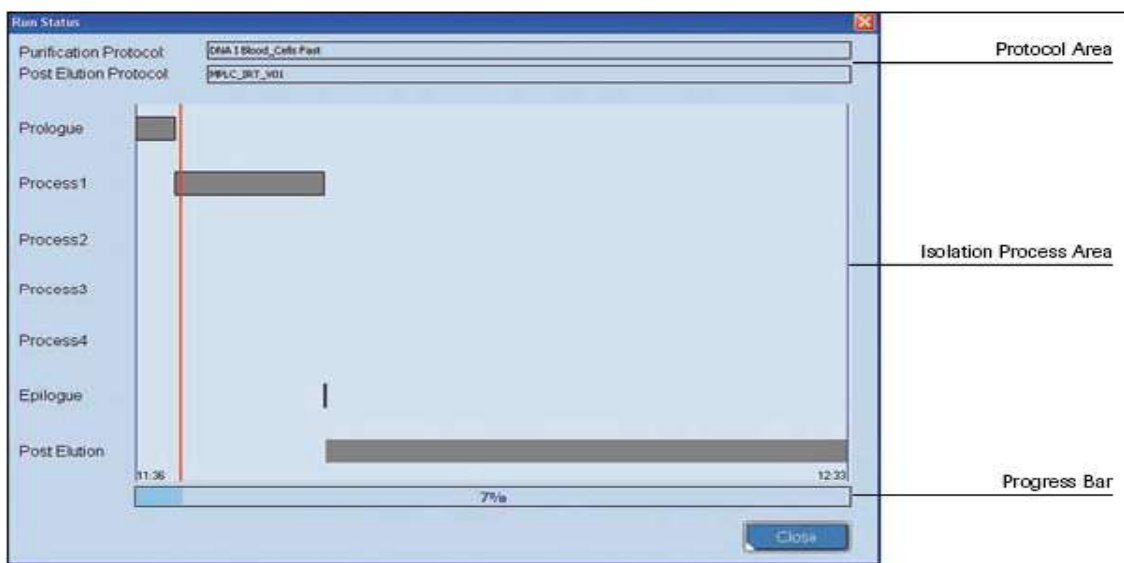 Run Status
Purification Protocol: DNA I Blood_Cells Fast
Protocol Area
Post Elution Protocol: MPLC_IRT_V01
Prologue
Process1
Process2
Isolation Process Area
Process3
Process4
Epilogue
Post Elution
11:36 12:33
Progress Bar
7%
Close